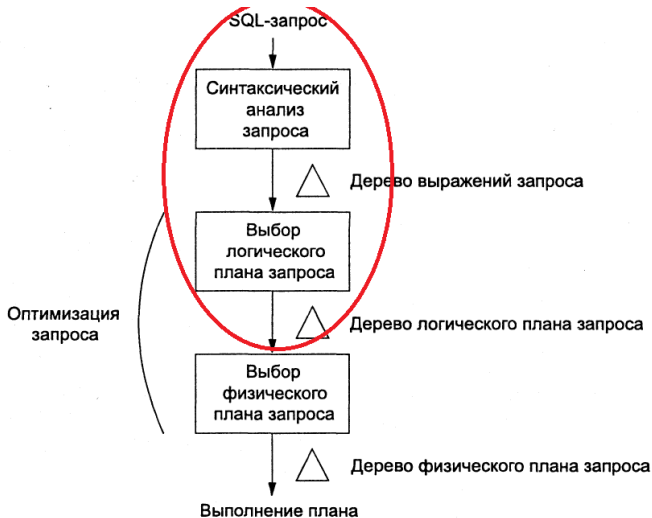 SQL-запрос
Синтаксический
анализ
запроса
Дерево выражений запроса
Выбор
логического
плана запроса
Оптимизация
запроса
Дерево логического плана запроса
Выбор
физического
плана запроса
Дерево физического плана запроса
Выполнение плана